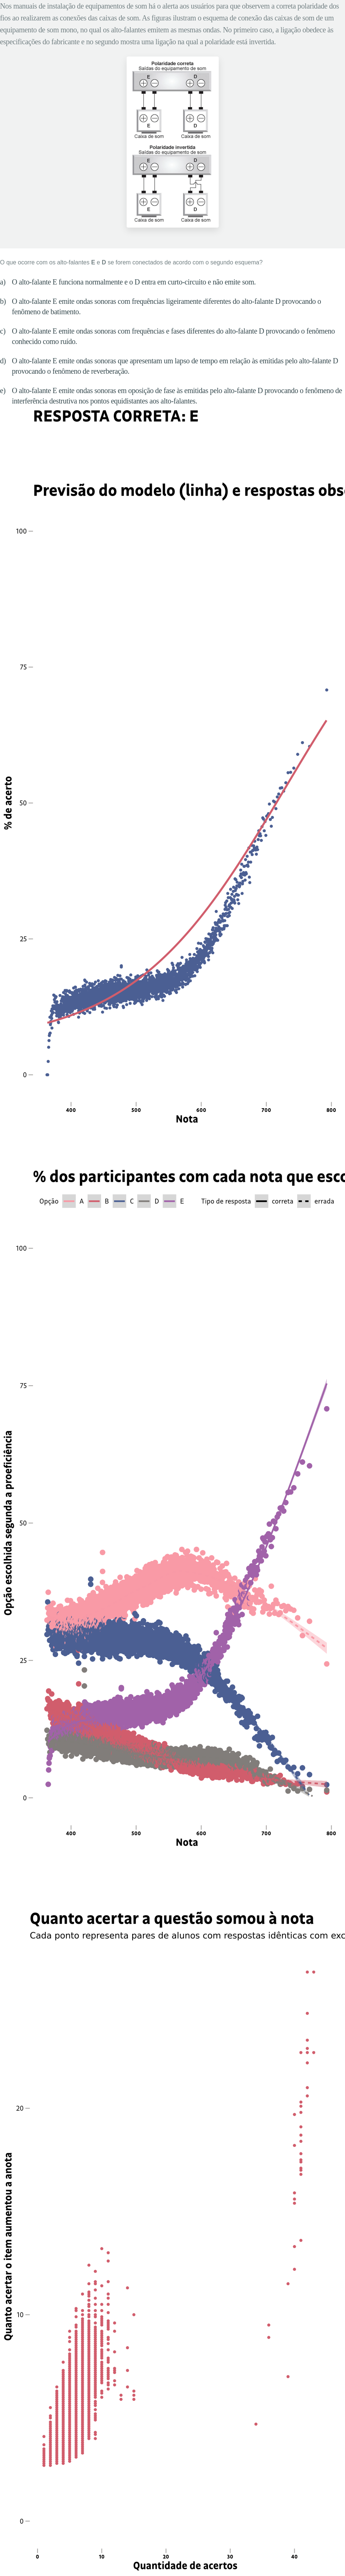 Nos manuais de instalação de equipamentos de som há o alerta aos usuários para que observem a correta polaridade dos
fios ao realizarem as conexões das caixas de som. As figuras ilustram o esquema de conexão das caixas de som de um
equipamento de som mono, no qual os alto-falantes emitem as mesmas ondas. No primeiro caso, a ligação obedece às
especificações do fabricante e no segundo mostra uma ligação na qual a polaridade está invertida.
Polaridade correta
Saídas do equipamento de som
E D
E D
Caixa de som Caixa de som
Polaridade invertida
Saídas do equipamento de som
E D
E D
Caixa de som Caixa de som
O que ocorre com os alto-falantes E e D se forem conectados de acordo com o segundo esquema?
a) O alto-falante E funciona normalmente e o D entra em curto-circuito e não emite som.
b) O alto-falante E emite ondas sonoras com frequências ligeiramente diferentes do alto-falante D provocando o
fenômeno de batimento.
c) O alto-falante E emite ondas sonoras com frequências e fases diferentes do alto-falante D provocando o fenômeno
conhecido como ruído.
d) O alto-falante E emite ondas sonoras que apresentam um lapso de tempo em relação às emitidas pelo alto-falante D
provocando o fenômeno de reverberação.
e) O alto-falante E emite ondas sonoras em oposição de fase às emitidas pelo alto-falante D provocando o fenômeno de
interferência destrutiva nos pontos equidistantes aos alto-falantes.
RESPOSTA CORRETA: E
Previsão do modelo (linha) e respostas obs
100
75
50
25
0
% de acerto
400 500 600 700 800
Nota
% dos participantes com cada nota que esco
Opção A B C D E Tipo de resposta correta errada
100
75
50
25
0
Opção escolhida segunda a proeficiência
400 500 600 700 800
Nota
Quanto acertar a questão somou à nota
Cada ponto representa pares de alunos com respostas idênticas com exc
20
10
0
Quanto acertar o item aumentou a anota
0 10 20 30 40
Quantidade de acertos